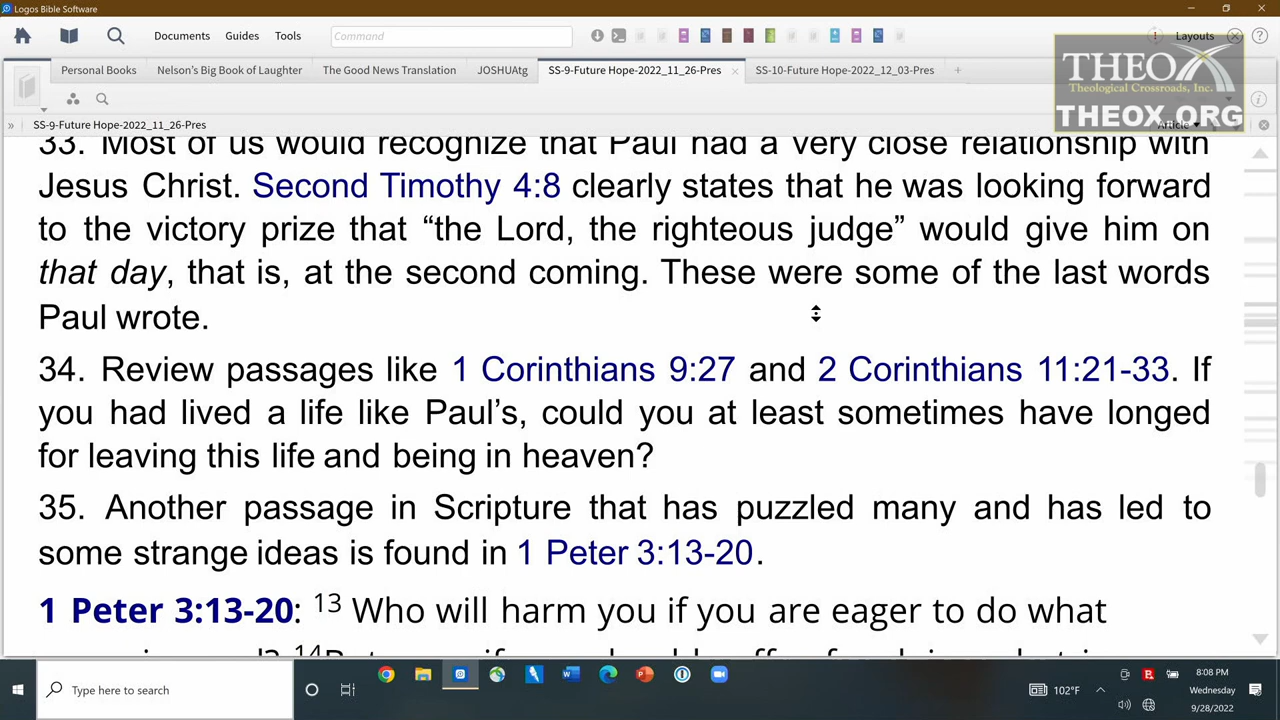 Logos Bible Software
Documents Guides Tools Command Layouts
THEOX
Theological Crossroads, Inc.
THEOX.ORG
Personal Books Nelson's Big Book of Laughter The Good News Translation JOSHUAtg SS-9-Future Hope-2022_11_26-Pres SS-10-Future Hope-2022_12_03-Pres
SS-9-Future Hope-2022_11_26-Pres Article
33. Most of us would recognize that Paul had a very close relationship with
Jesus Christ. Second Timothy 4:8 clearly states that he was looking forward
to the victory prize that “the Lord, the righteous judge” would give him on
that day, that is, at the second coming. These were some of the last words
Paul wrote.
34. Review passages like 1 Corinthians 9:27 and 2 Corinthians 11:21-33. If
you had lived a life like Paul’s, could you at least sometimes have longed
for leaving this life and being in heaven?
35. Another passage in Scripture that has puzzled many and has led to
some strange ideas is found in 1 Peter 3:13-20.
1 Peter 3:13-20: 13 Who will harm you if you are eager to do what
Type here to search
102°F
8:08 PM
Wednesday
9/28/2022